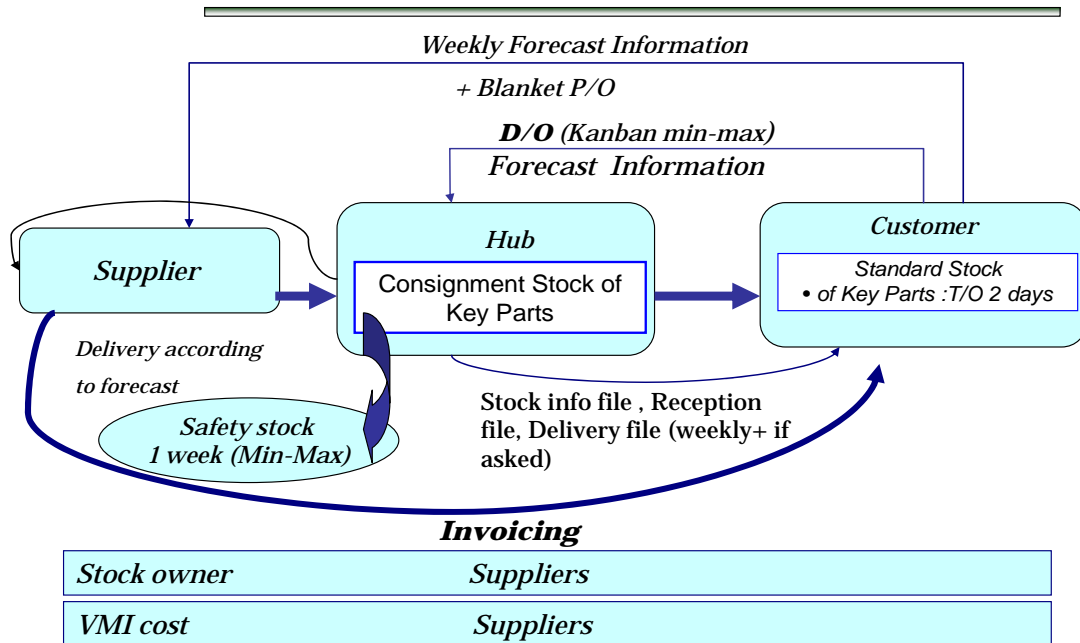 Weekly Forecast Information
+ Blanket P/O
D/O (Kanban min-max)
Forecast Information
Supplier
Hub
Consignment Stock of
Key Parts
Customer
Standard Stock
• of Key Parts :T/O 2 days
Delivery according
to forecast
Safety stock
1 week (Min-Max)
Stock info file , Reception
file, Delivery file (weekly+ if
asked)
Invoicing
Stock owner Suppliers
VMI cost Suppliers